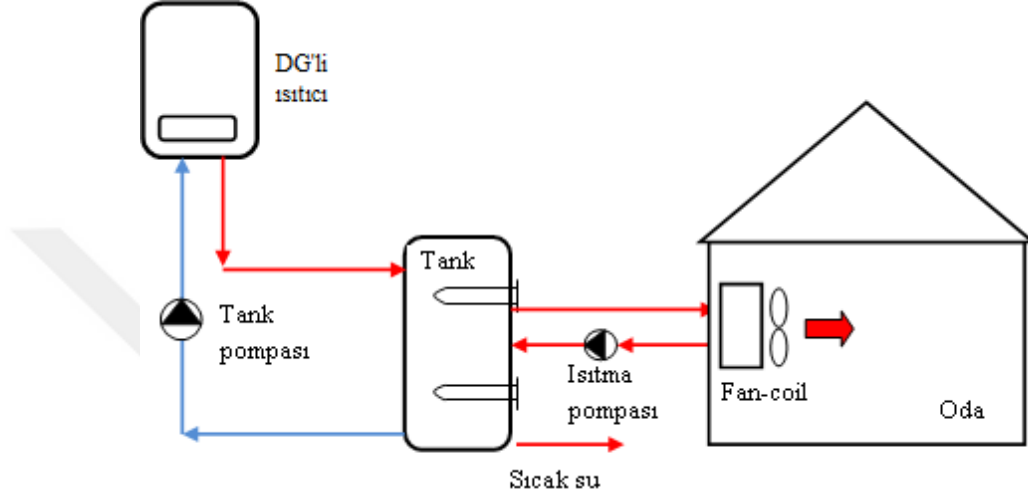 DG'li
ısıtıcı
Tank
Tank
pompası
Isıtma
pompası
Fan-coil
Oda
Sıcak su